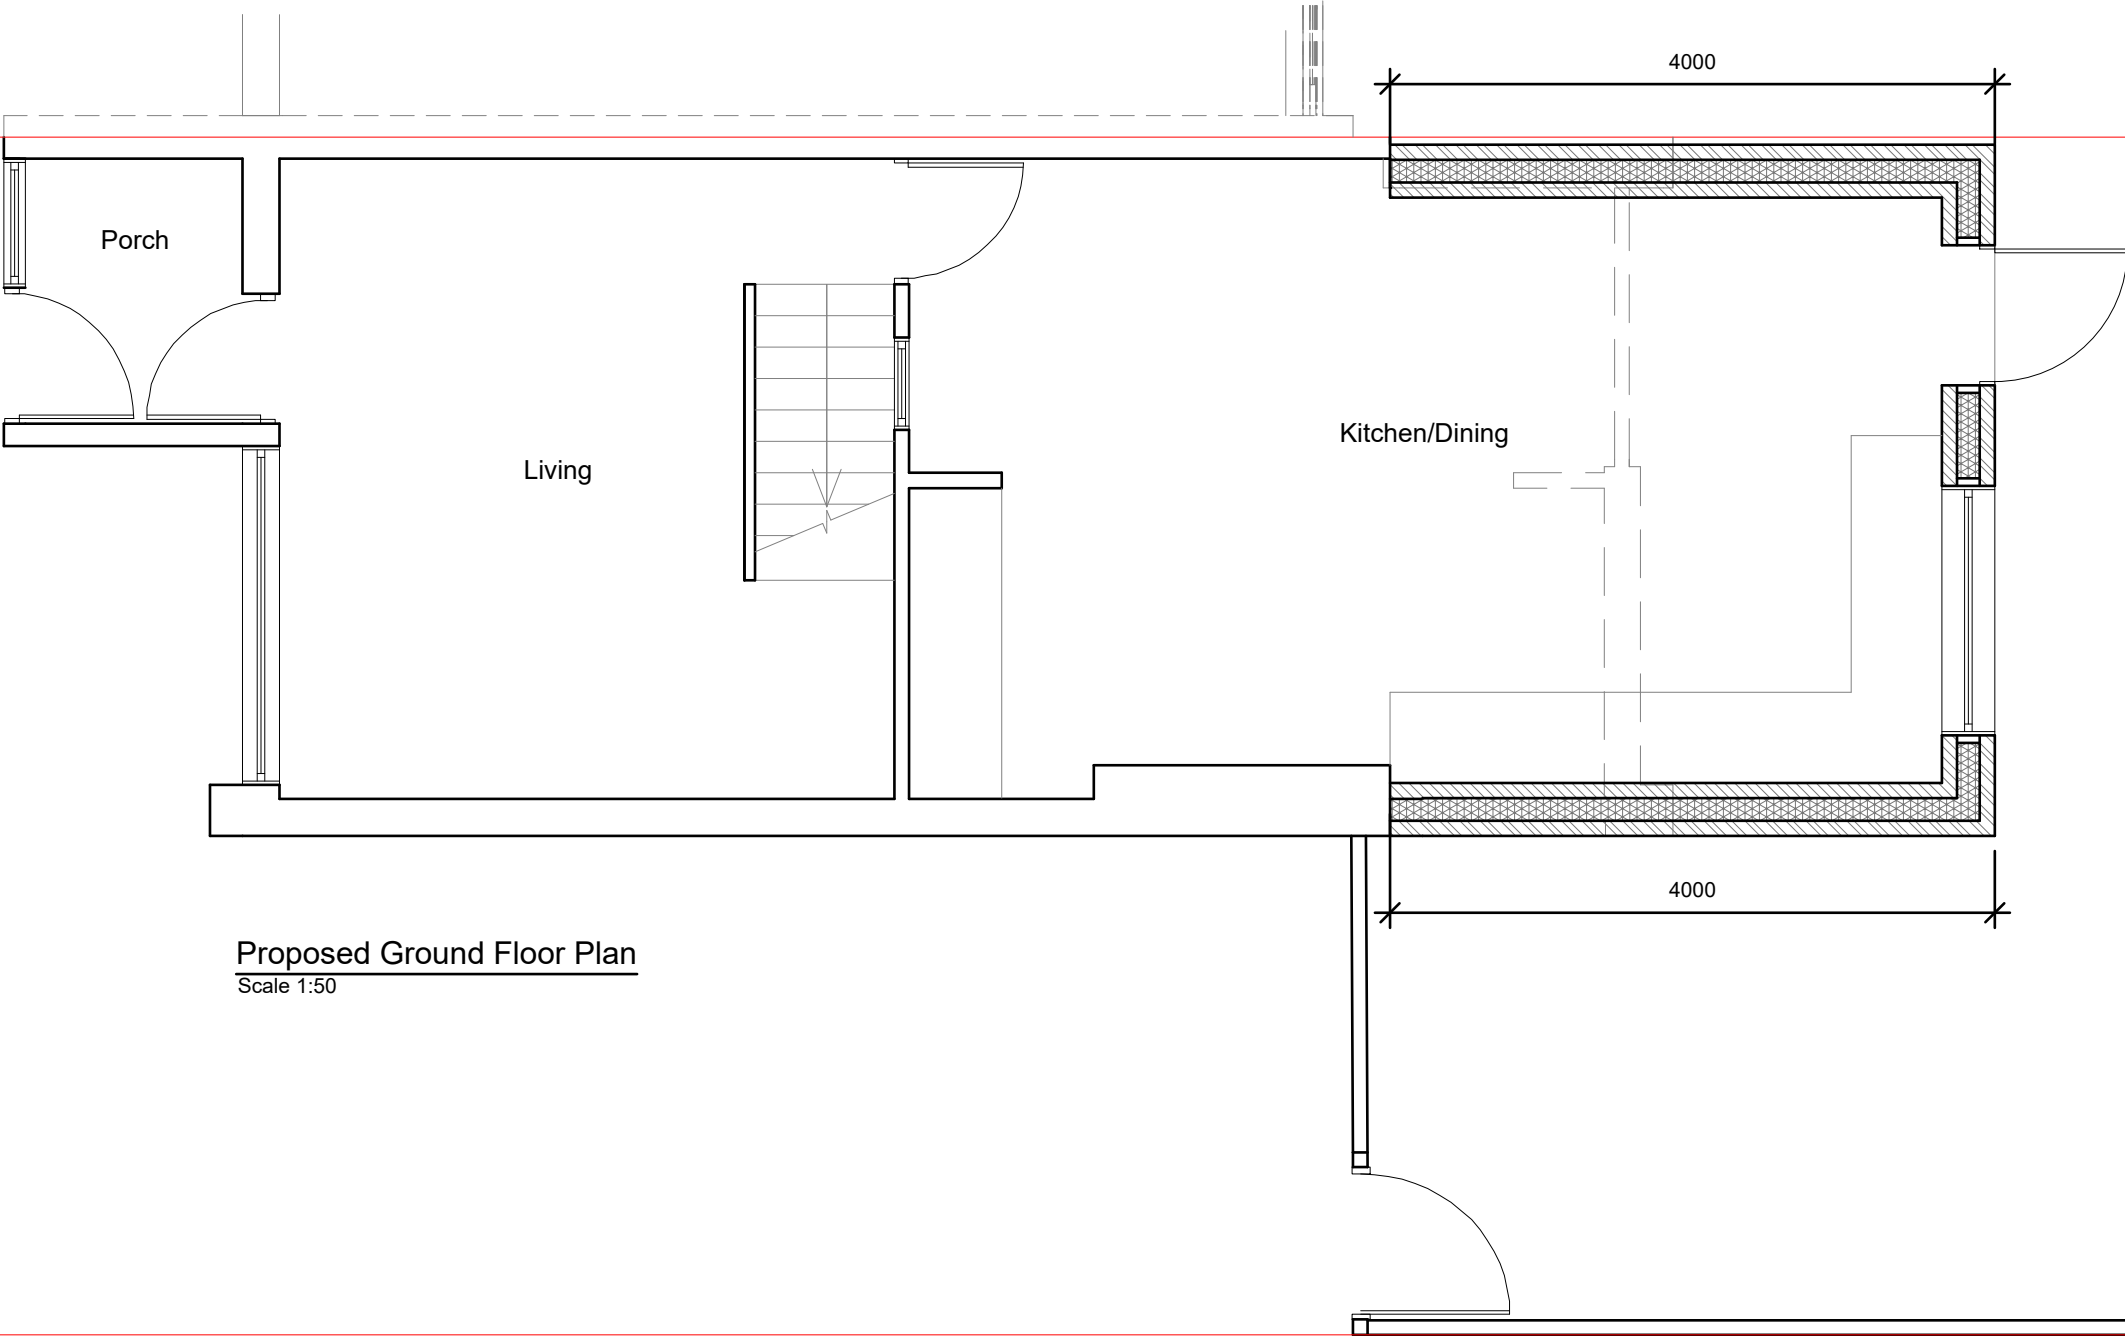 4000
Porch
Kitchen/Dining
Living
4000
Proposed Ground Floor Plan
Scale 1:50